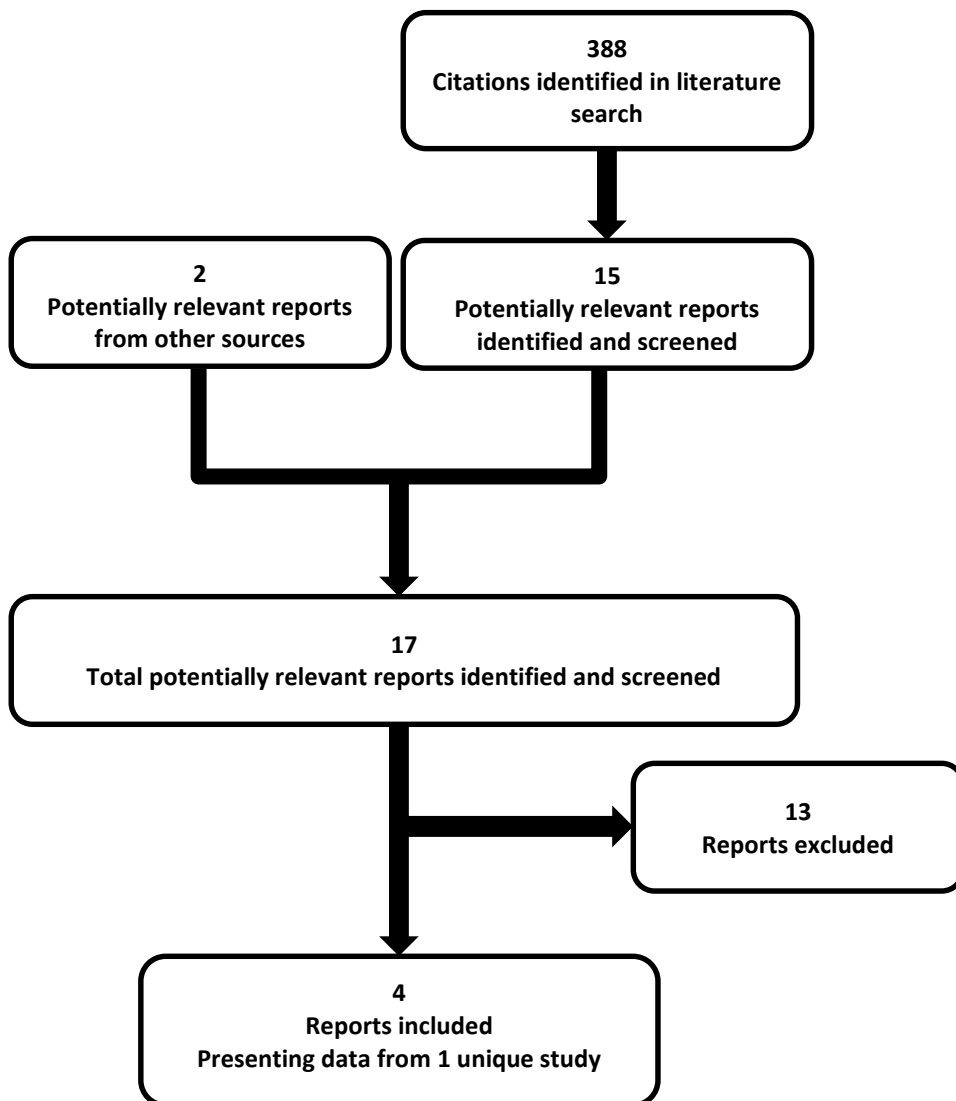 388
Citations identified in literature
search
2
Potentially relevant reports
from other sources
15
Potentially relevant reports
identified and screened
17
Total potentially relevant reports identified and screened
13
Reports excluded
4
Reports included
Presenting data from 1 unique study